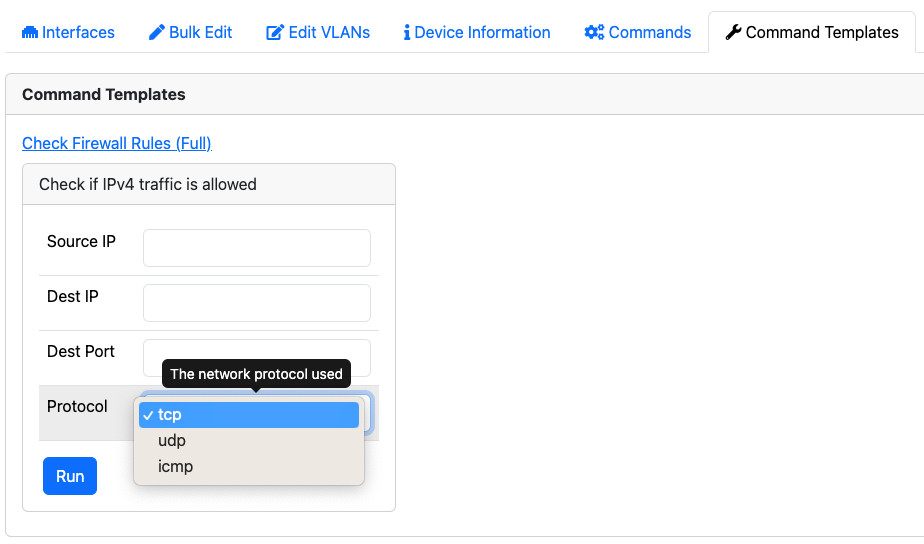 Interfaces Bulk Edit Edit VLANs Device Information Commands Command Templates
Command Templates
Check Firewall Rules (Full)
Check if IPv4 traffic is allowed
Source IP
Dest IP
Dest Port
The network protocol used
Protocol
tcp
udp
icmp
Run